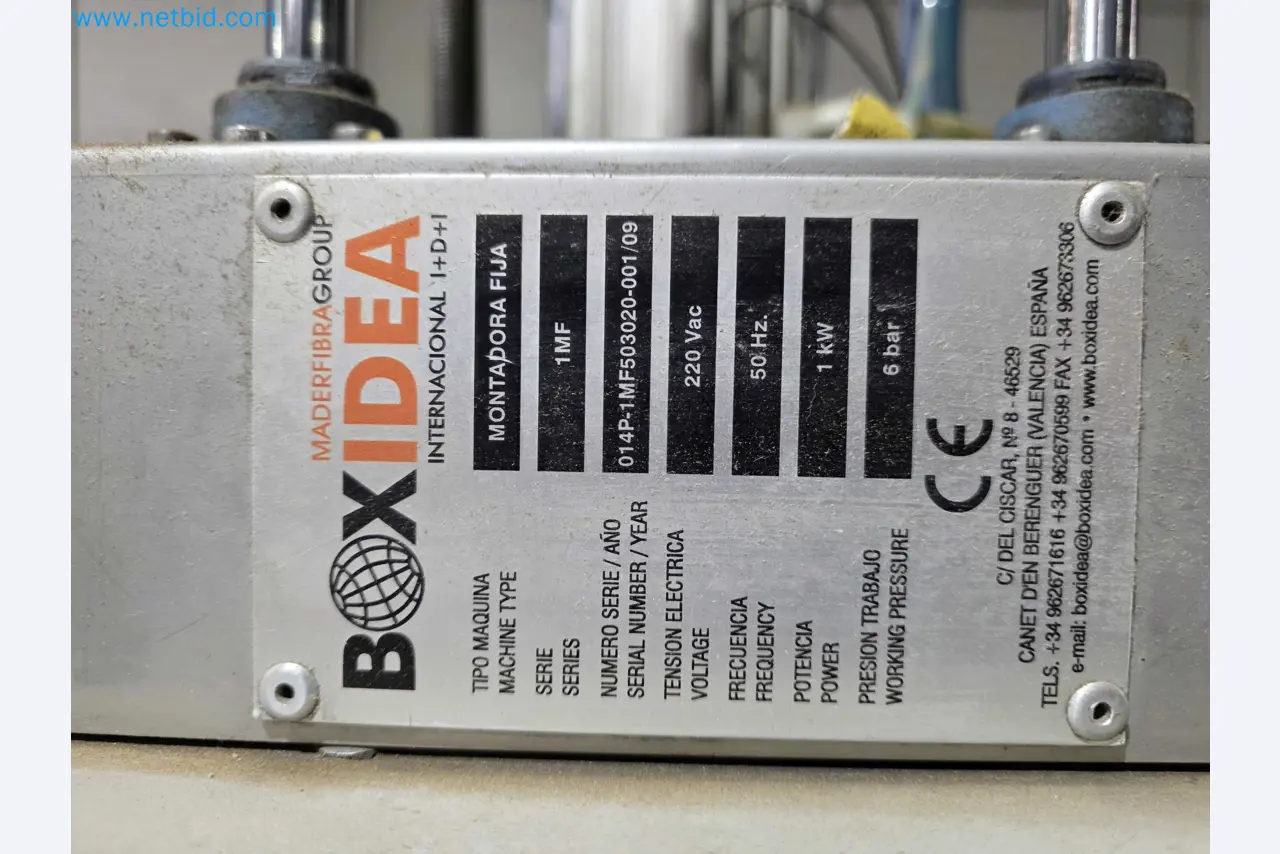 www.netbid.com
MADERFIBRAGROUP
BOXIDEA
INTERNACIONAL I+D+I
TIPO MAQUINA
MACHINE TYPE
MONTADORA FIJA
SERIE
SERIES
1MF
NUMERO SERIE / AÑO
SERIAL NUMBER / YEAR
014P-1MF503020-001/09
TENSION ELECTRICA
VOLTAGE
220 Vac
FRECUENCIA
FREQUENCY
50 Hz.
POTENCIA
POWER
1 kW
PRESION TRABAJO
WORKING PRESSURE
6 bar
CE
C/ DEL CISCAR, Nº 8 - 46529
CANET D'EN BERENGUER (VALENCIA) ESPAÑA
TELS. +34 962671616 +34 962670599 FAX +34 962673306
e-mail: boxidea@boxidea.com • www.boxidea.com